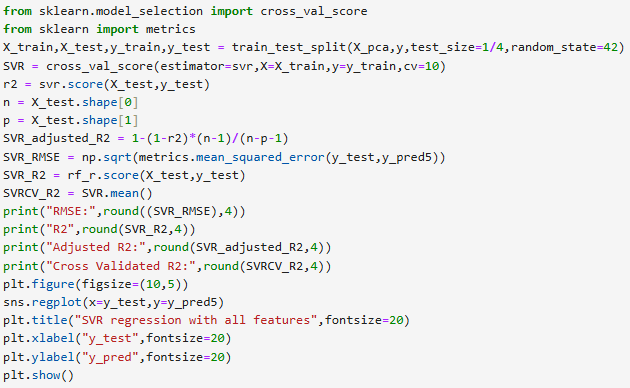 from sklearn.model_selection import cross_val_score
from sklearn import metrics
X_train,X_test,y_train,y_test = train_test_split(X_pca,y,test_size=1/4,random_state=42)
SVR = cross_val_score(estimator=svr,X=X_train,y=y_train,cv=10)
r2 = svr.score(X_test,y_test)
n = X_test.shape[0]
p = X_test.shape[1]
SVR_adjusted_R2 = 1-(1-r2)*(n-1)/(n-p-1)
SVR_RMSE = np.sqrt(metrics.mean_squared_error(y_test,y_pred5))
SVR_R2 = rf_r.score(X_test,y_test)
SVRCV_R2 = SVR.mean()
print("RMSE:",round((SVR_RMSE),4))
print("R2",round(SVR_R2,4))
print("Adjusted R2:",round(SVR_adjusted_R2,4))
print("Cross Validated R2:",round(SVRCV_R2,4))
plt.figure(figsize=(10,5))
sns.regplot(x=y_test,y=y_pred5)
plt.title("SVR regression with all features",fontsize=20)
plt.xlabel("y_test",fontsize=20)
plt.ylabel("y_pred",fontsize=20)
plt.show()